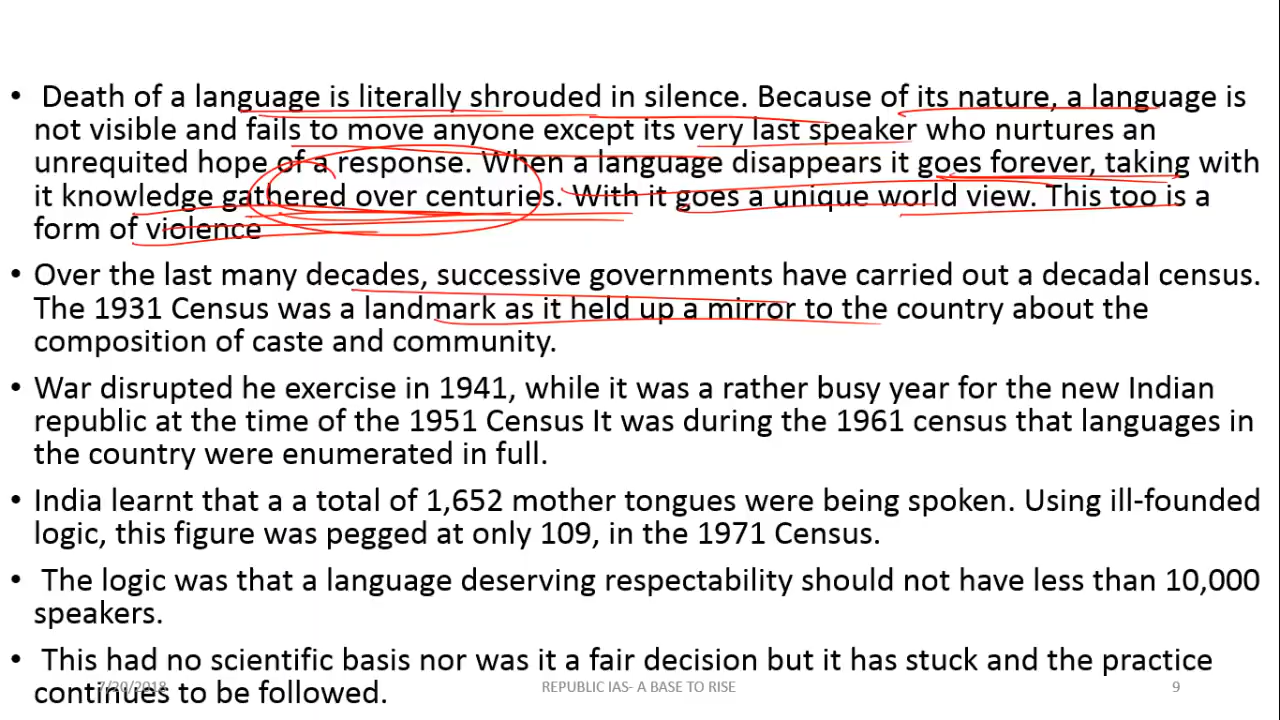 • Death of a language is literally shrouded in silence. Because of its nature, a language is
not visible and fails to move anyone except its very last speaker who nurtures an
unrequited hope of a response. When a language disappears it goes forever, taking with
it knowledge gathered over centuries. With it goes a unique world view. This too is a
form of violence
• Over the last many decades, successive governments have carried out a decadal census.
The 1931 Census was a landmark as it held up a mirror to the country about the
composition of caste and community.
• War disrupted he exercise in 1941, while it was a rather busy year for the new Indian
republic at the time of the 1951 Census It was during the 1961 census that languages in
the country were enumerated in full.
• India learnt that a a total of 1,652 mother tongues were being spoken. Using ill-founded
logic, this figure was pegged at only 109, in the 1971 Census.
• The logic was that a language deserving respectability should not have less than 10,000
speakers.
• This had no scientific basis nor was it a fair decision but it has stuck and the practice
continues to be followed.
7/20/2018 REPUBLIC IAS- A BASE TO RISE 9